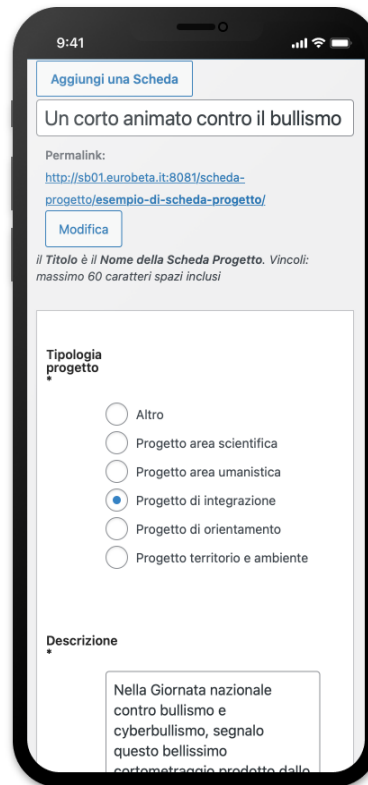 9:41
Aggiungi una Scheda
Un corto animato contro il bullismo
Permalink:
http://sb01.eurobeta.it:8081/scheda-
progetto/esempio-di-scheda-progetto/
Modifica
il Titolo è il Nome della Scheda Progetto. Vincoli:
massimo 60 caratteri spazi inclusi
Tipologia
progetto
*
Altro
Progetto area scientifica
Progetto area umanistica
Progetto di integrazione
Progetto di orientamento
Progetto territorio e ambiente
Descrizione
*
Nella Giornata nazionale
contro bullismo e
cyberbullismo, segnalo
questo bellissimo
cortometraggio prodotto dallo